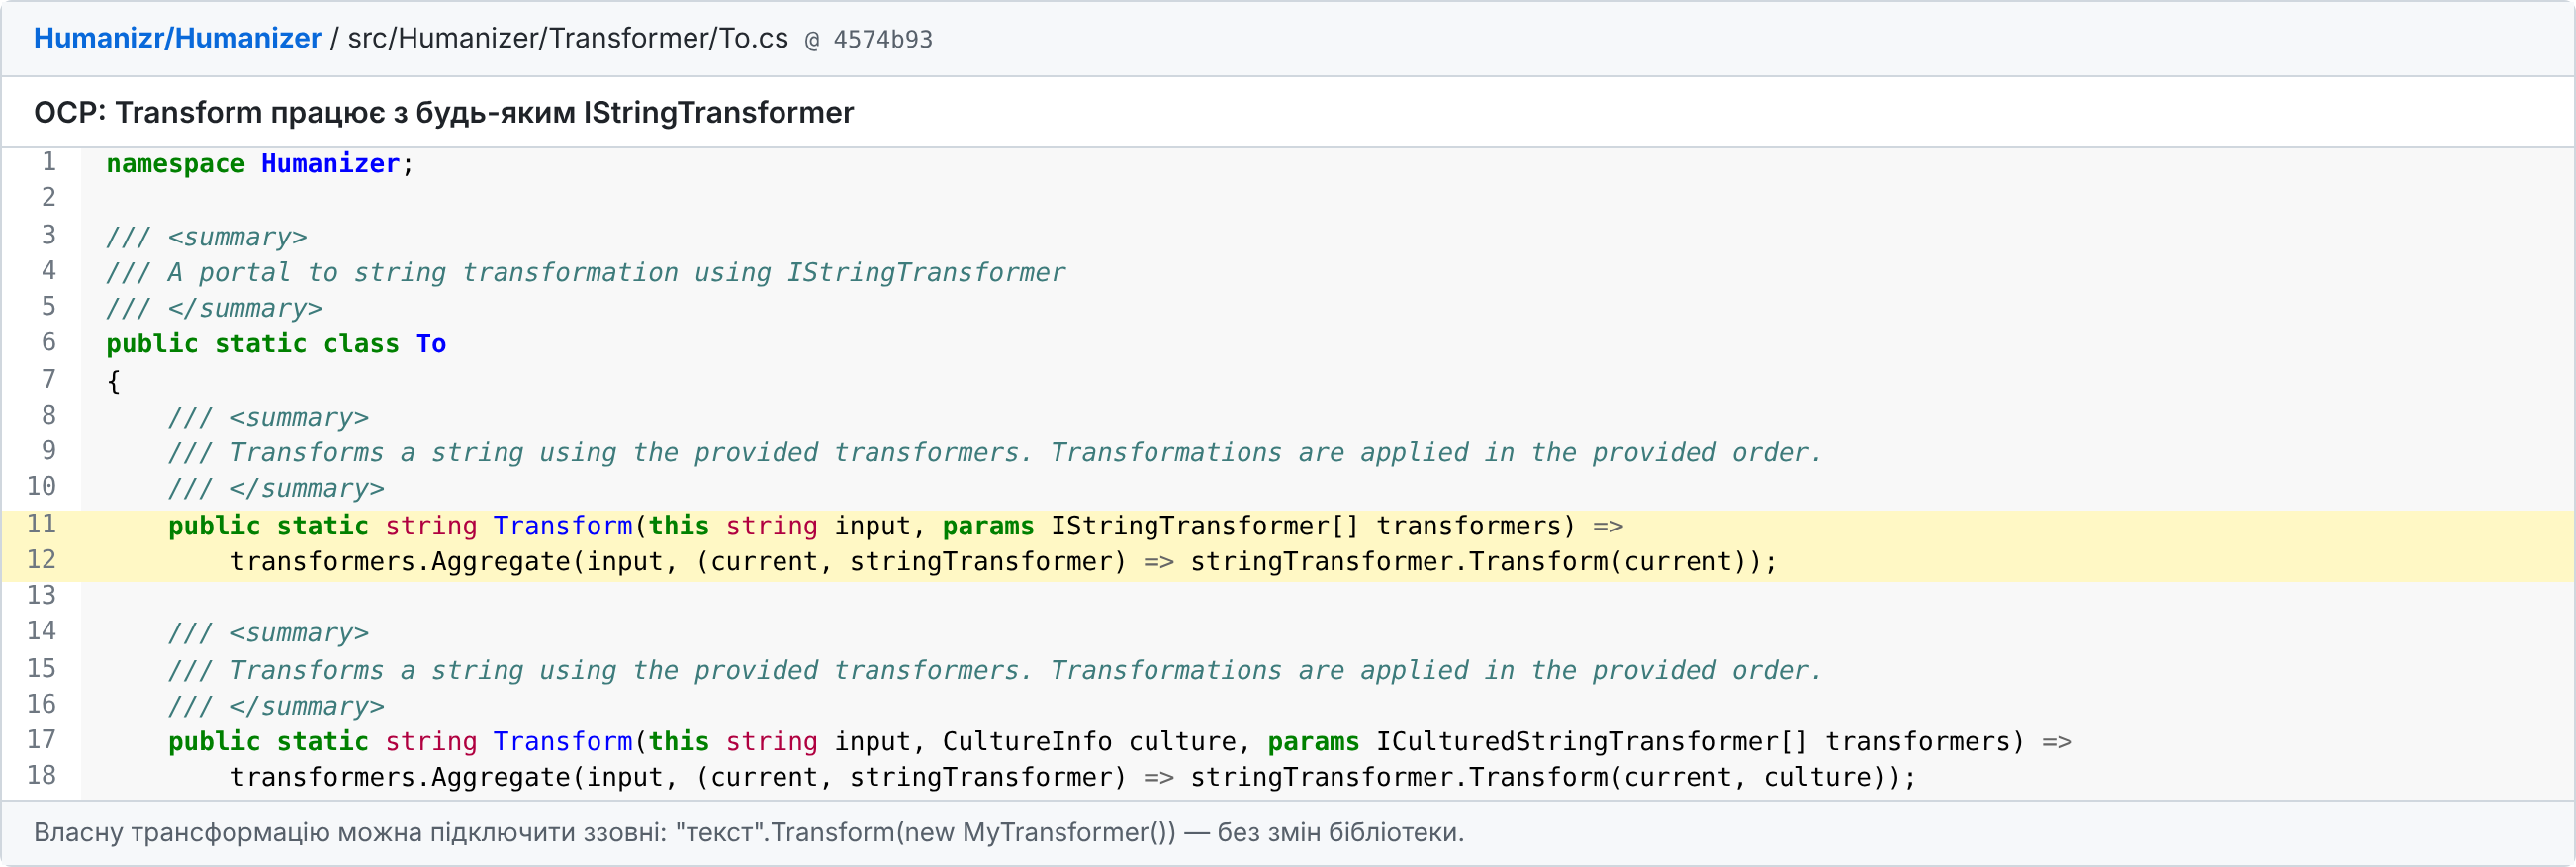 Humanizr/Humanizer / src/Humanizer/Transformer/To.cs @ 4574b93
OCP: Transform працює з будь-яким IStringTransformer
1 namespace Humanizer;
2
3 /// <summary>
4 /// A portal to string transformation using IStringTransformer
5 /// </summary>
6 public static class To
7 {
8     /// <summary>
9     /// Transforms a string using the provided transformers. Transformations are applied in the provided order.
10     /// </summary>
11     public static string Transform(this string input, params IStringTransformer[] transformers) =>
12         transformers.Aggregate(input, (current, stringTransformer) => stringTransformer.Transform(current));
13
14     /// <summary>
15     /// Transforms a string using the provided transformers. Transformations are applied in the provided order.
16     /// </summary>
17     public static string Transform(this string input, CultureInfo culture, params ICulturedStringTransformer[] transformers) =>
18         transformers.Aggregate(input, (current, stringTransformer) => stringTransformer.Transform(current, culture));
Власну трансформацію можна підключити ззовні: "текст".Transform(new MyTransformer()) — без змін бібліотеки.